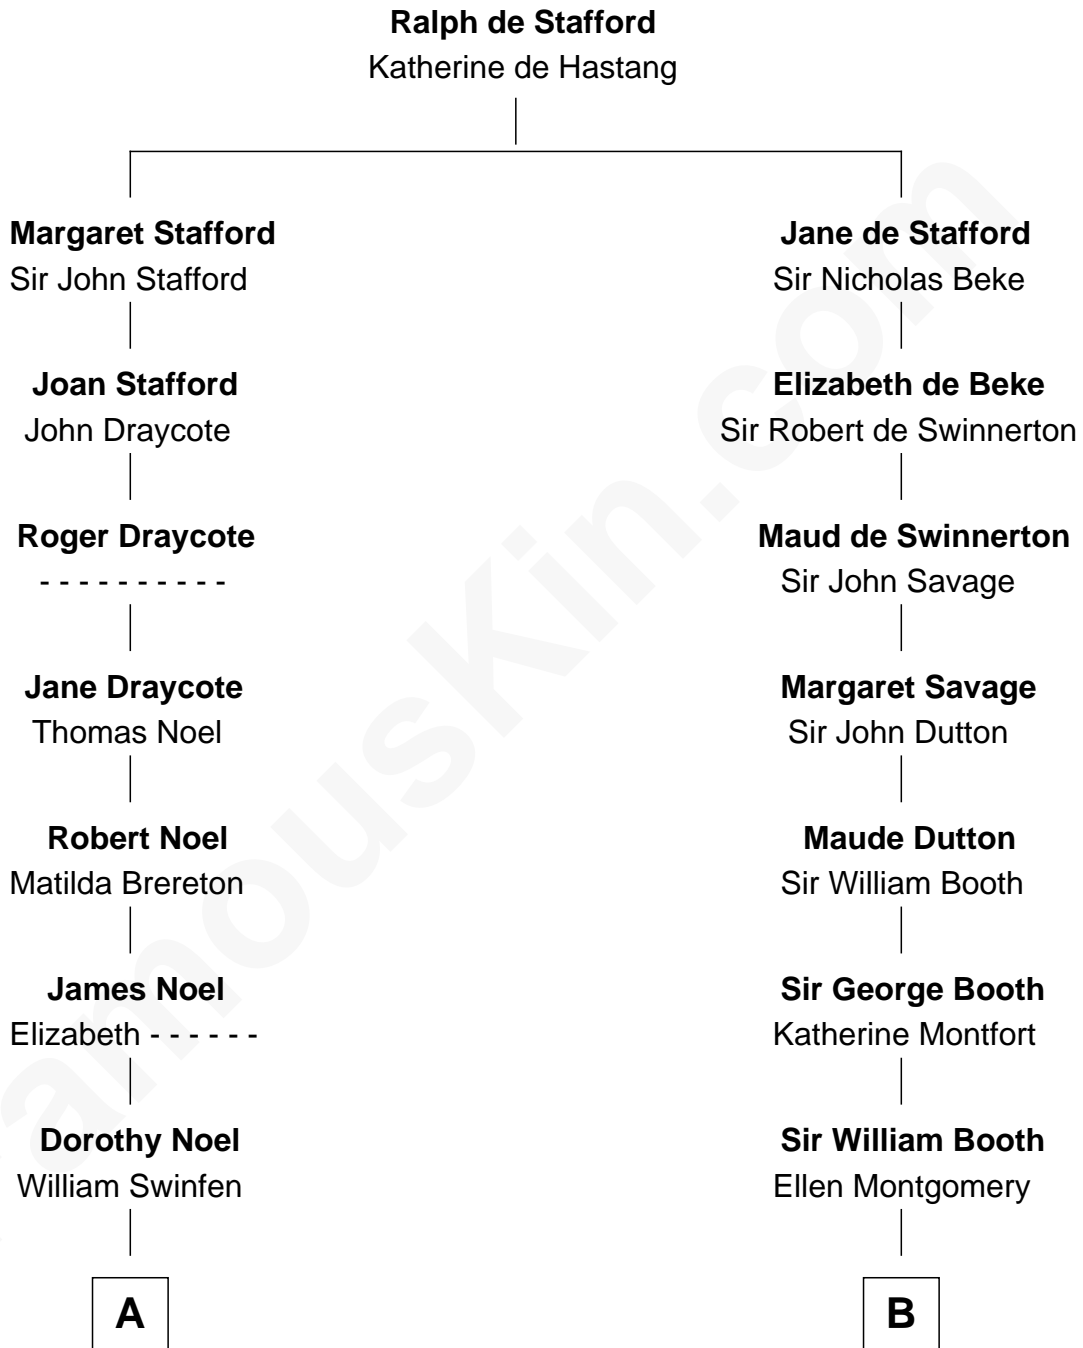 Ralph de Stafford
Katherine de Hastang
Margaret Stafford
Sir John Stafford
Joan Stafford
John Draycote
Roger Draycote
- - - - - - - - - -
Jane Draycote
Thomas Noel
Robert Noel
Matilda Brereton
James Noel
Elizabeth - - - - - -
Dorothy Noel
William Swinfen
A
Jane de Stafford
Sir Nicholas Beke
Elizabeth de Beke
Sir Robert de Swinnerton
Maud de Swinnerton
Sir John Savage
Margaret Savage
Sir John Dutton
Maude Dutton
Sir William Booth
Sir George Booth
Katherine Montfort
Sir William Booth
Ellen Montgomery
B
amouskin.com